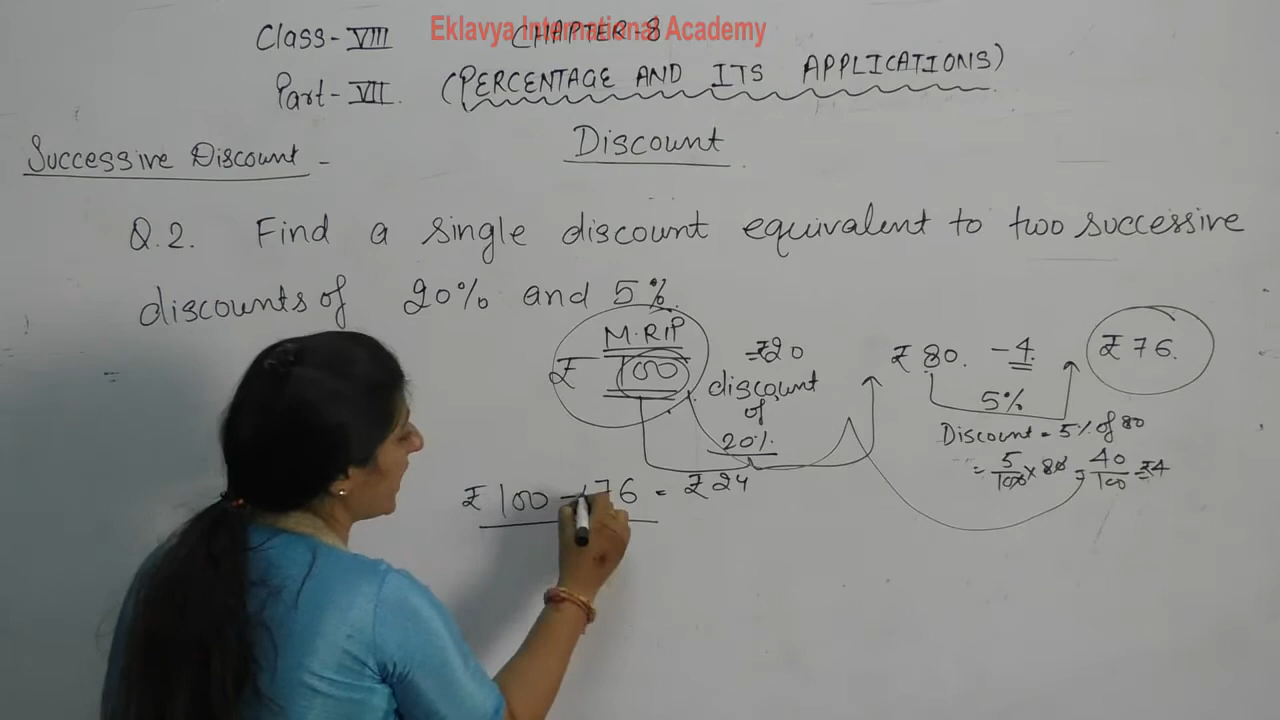 Eklavya International Academy
Class-VIII CHAPTER-8
Part-VII. (PERCENTAGE AND ITS APPLICATIONS)
Discount
Successive Discount -
Q.2. Find a single discount equivalent to two successive
discounts of 20% and 5%.
M.R.P
₹ 100
=₹20
discount
of
20%
₹ 80. -4
₹ 76.
5%
Discount = 5% of 80
= 5/100 × 80 = 40/100 = ₹4
₹ 100 - 76 = ₹ 24